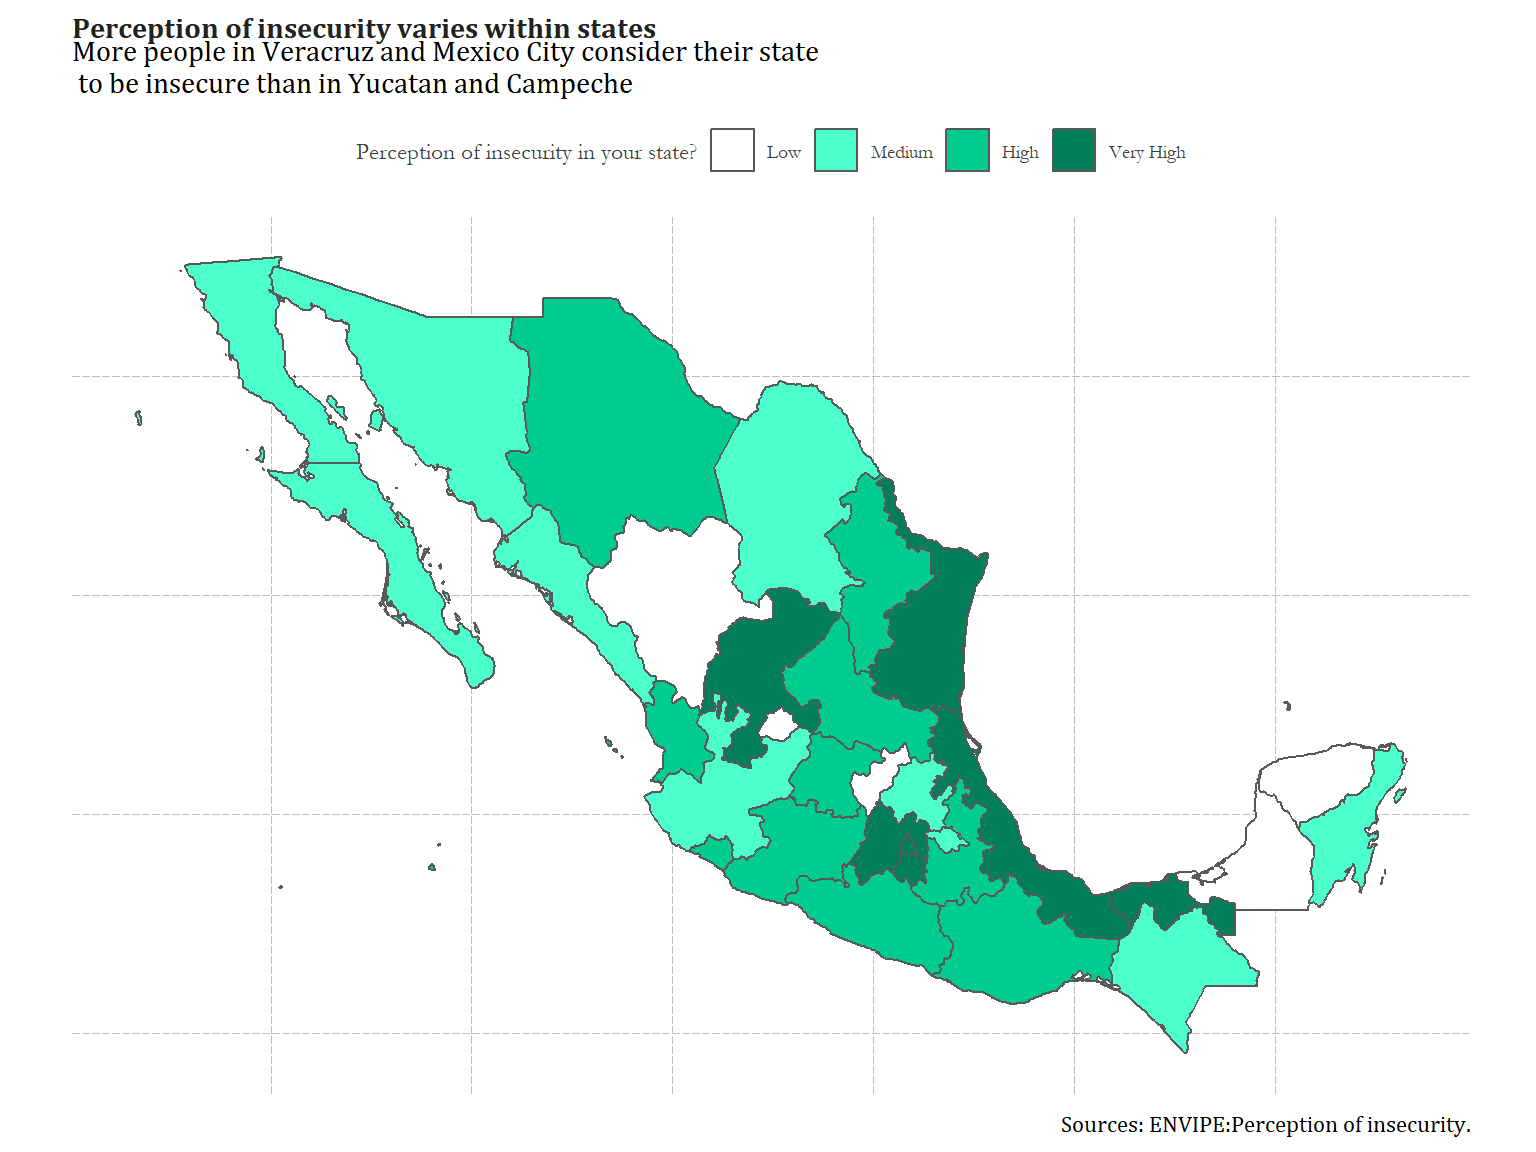 Perception of insecurity varies within states
More people in Veracruz and Mexico City consider their state
to be insecure than in Yucatan and Campeche
Perception of insecurity in your state? Low Medium High Very High
Sources: ENVIPE:Perception of insecurity.